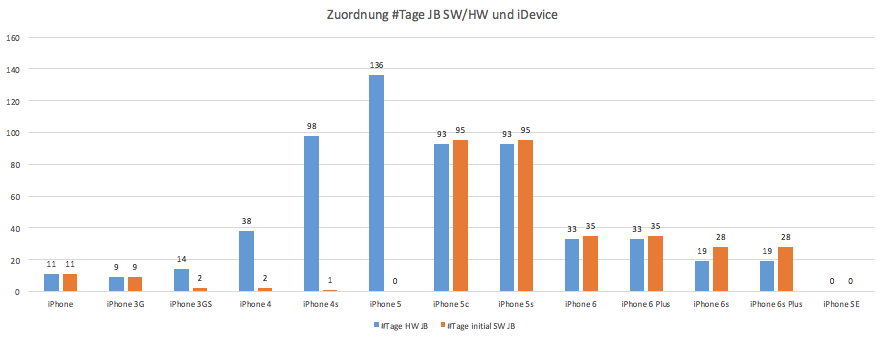 Zuordnung #Tage JB SW/HW und iDevice
160
140
120
100
80
60
40
20
0
11 11 9 9 14 2 38 2 98 1 136 0 93 95 93 95 33 35 33 35 19 28 19 28 0 0
iPhone iPhone 3G iPhone 3GS iPhone 4 iPhone 4s iPhone 5 iPhone 5c iPhone 5s iPhone 6 iPhone 6 Plus iPhone 6s iPhone 6s Plus iPhone SE
#Tage HW JB #Tage initial SW JB